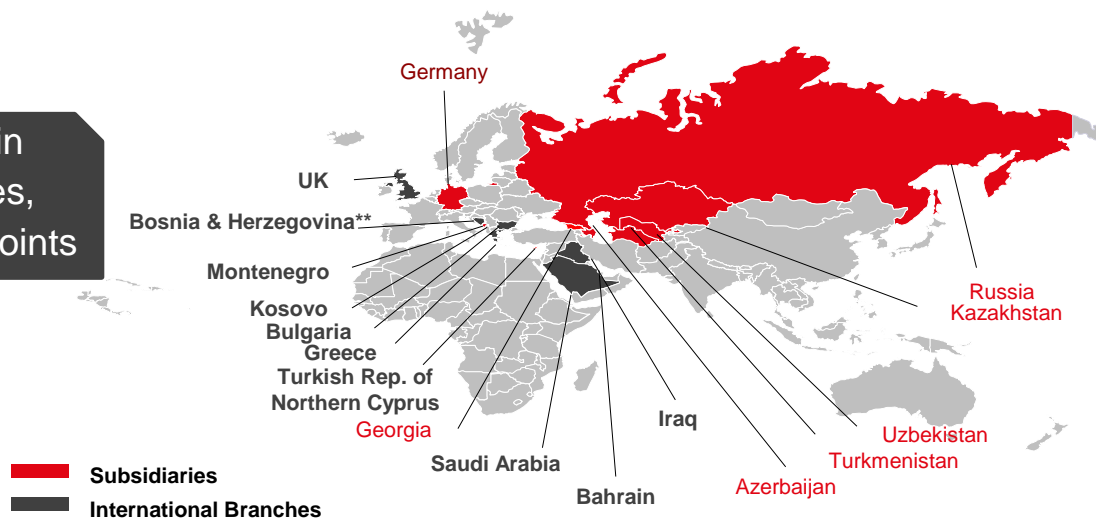 in
es,
oints
Germany
UK
Bosnia & Herzegovina**
Montenegro
Kosovo
Bulgaria
Greece
Turkish Rep. of
Northern Cyprus
Georgia
Saudi Arabia
Bahrain
Iraq
Azerbaijan
Turkmenistan
Uzbekistan
Russia
Kazakhstan
Subsidiaries
International Branches